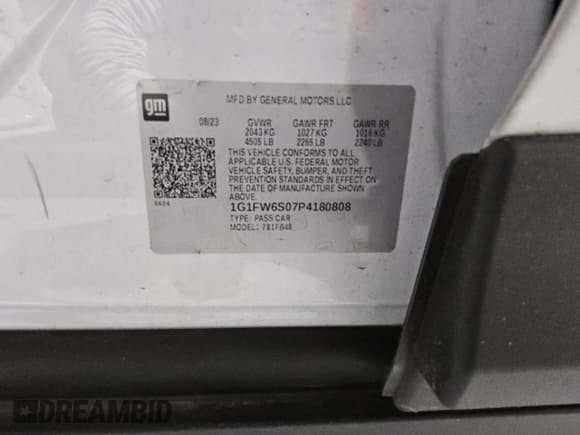 gm
MFD BY GENERAL MOTORS LLC
08/23 GVWR GAWR FRT GAWR RR
2043 KG 1027 KG 1016 KG
4505 LB 2265 LB 2240 LB
THIS VEHICLE CONFORMS TO ALL
APPLICABLE U.S. FEDERAL MOTOR
VEHICLE SAFETY, BUMPER, AND THEFT
PREVENTION STANDARDS IN EFFECT ON
THE DATE OF MANUFACTURE SHOWN
ABOVE.
0624
1G1FW6S07P4180808
TYPE: PASS CAR
MODEL: 781FB48
DREAMBID